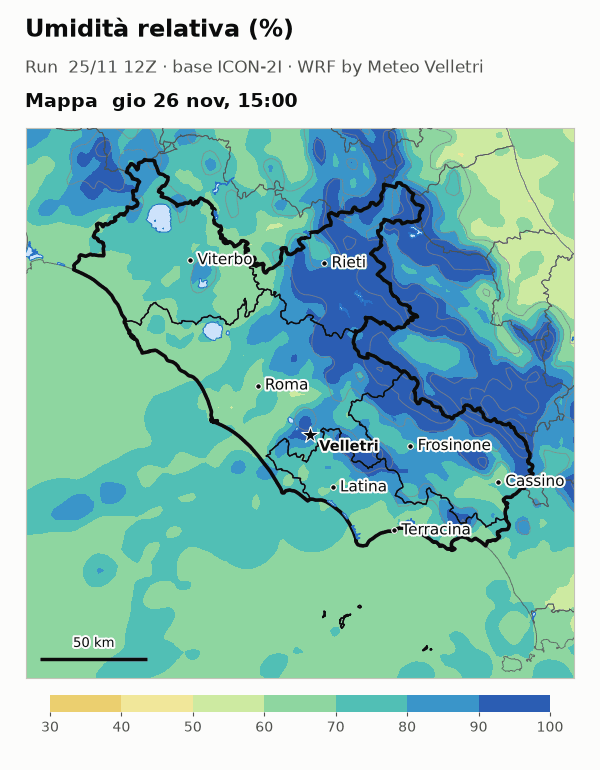 Umidità relativa (%)
Run  25/11 12Z · base ICON-2I · WRF by Meteo Velletri
Mappa  gio 26 nov, 15:00
Viterbo
Rieti
Roma
Velletri
Frosinone
Cassino
Latina
Terracina
50 km
30 40 50 60 70 80 90 100